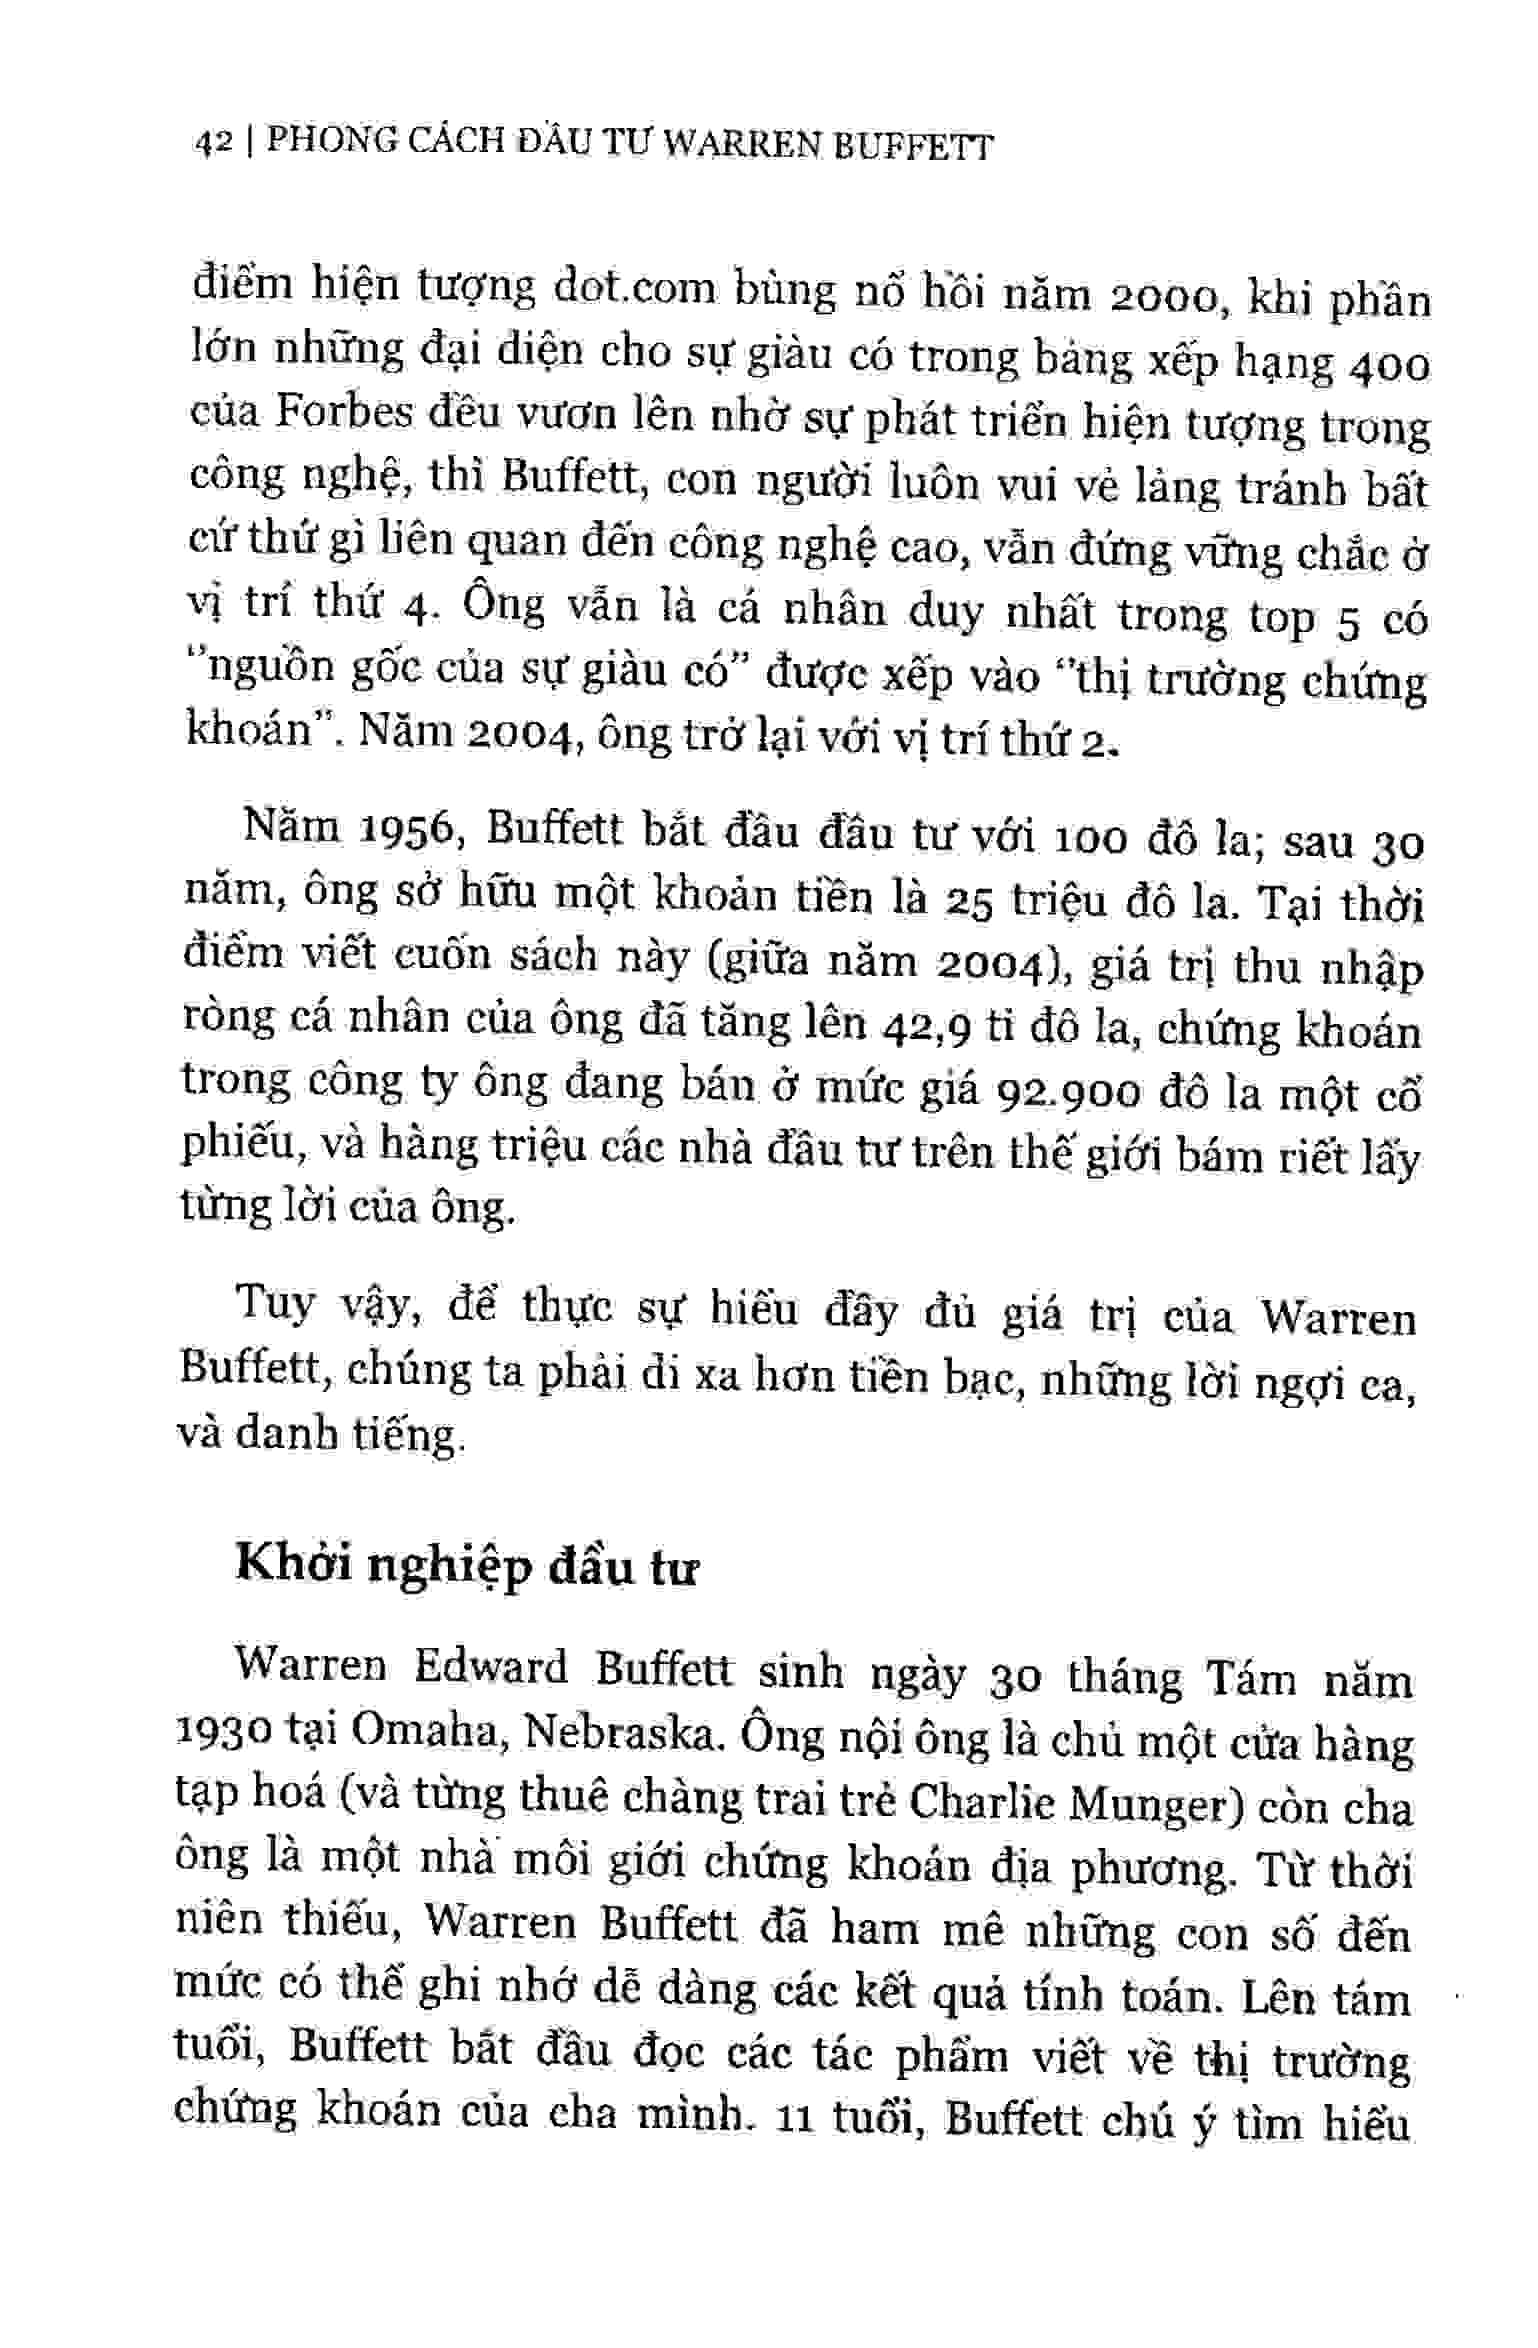 42 | PHONG CÁCH ĐẦU TƯ WARREN BUFFETT
điểm hiện tượng dot.com bùng nổ hồi năm 2000, khi phần
lớn những đại diện cho sự giàu có trong bảng xếp hạng 400
của Forbes đều vươn lên nhờ sự phát triển hiện tượng trong
công nghệ, thì Buffett, con người luôn vui vẻ lảng tránh bất
cứ thứ gì liên quan đến công nghệ cao, vẫn đứng vững chắc ở
vị trí thứ 4. Ông vẫn là cá nhân duy nhất trong top 5 có
“nguồn gốc của sự giàu có” được xếp vào “thị trường chứng
khoán”. Năm 2004, ông trở lại với vị trí thứ 2.
Năm 1956, Buffett bắt đầu đầu tư với 100 đô la; sau 30
năm, ông sở hữu một khoản tiền là 25 triệu đô la. Tại thời
điểm viết cuốn sách này (giữa năm 2004), giá trị thu nhập
ròng cá nhân của ông đã tăng lên 42,9 tỉ đô la, chứng khoán
trong công ty ông đang bán ở mức giá 92.900 đô la một cổ
phiếu, và hàng triệu các nhà đầu tư trên thế giới bám riết lấy
từng lời của ông.
Tuy vậy, để thực sự hiểu đầy đủ giá trị của Warren
Buffett, chúng ta phải đi xa hơn tiền bạc, những lời ngợi ca,
và danh tiếng.
Khởi nghiệp đầu tư
Warren Edward Buffett sinh ngày 30 tháng Tám năm
1930 tại Omaha, Nebraska. Ông nội ông là chủ một cửa hàng
tạp hoá (và từng thuê chàng trai trẻ Charlie Munger) còn cha
ông là một nhà môi giới chứng khoán địa phương. Từ thời
niên thiếu, Warren Buffett đã ham mê những con số đến
mức có thể ghi nhớ dễ dàng các kết quả tính toán. Lên tám
tuổi, Buffett bắt đầu đọc các tác phẩm viết về thị trường
chứng khoán của cha mình. 11 tuổi, Buffett chú ý tìm hiểu